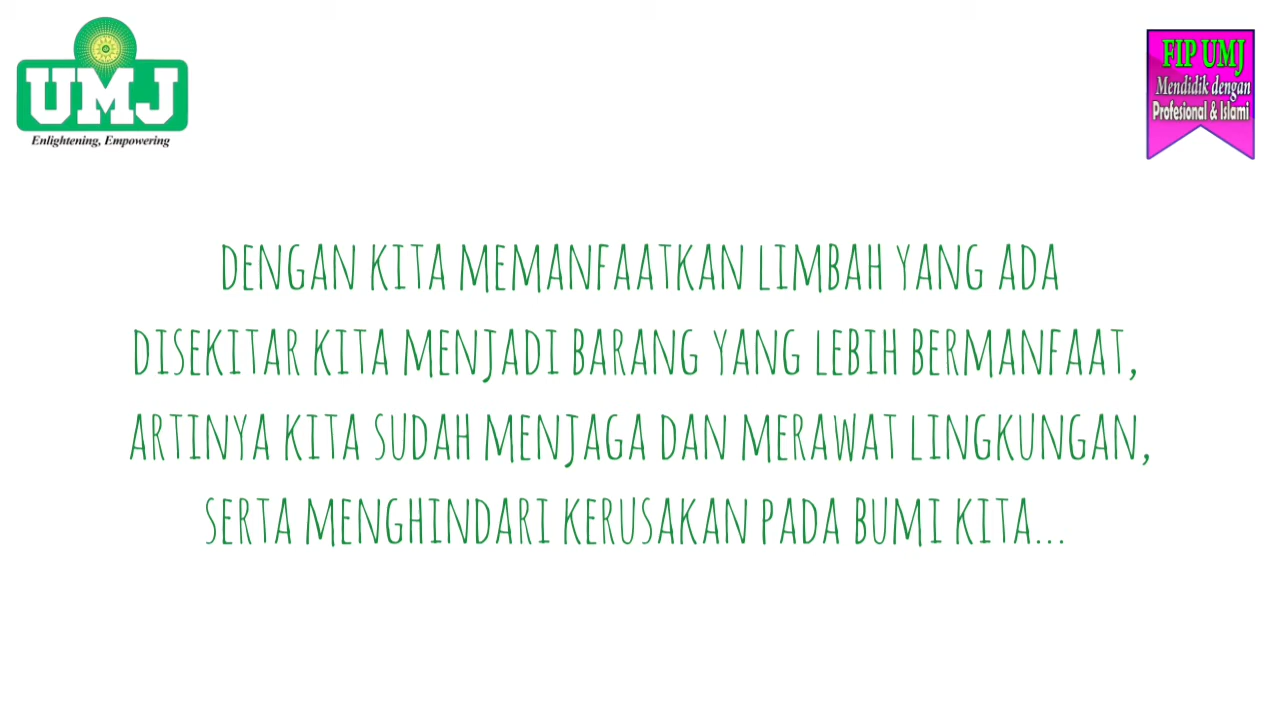 UMJ
Enlightening, Empowering
FIP UMJ
Mendidik dengan
Profesional & Islami
DENGAN KITA MEMANFAATKAN LIMBAH YANG ADA
DISEKITAR KITA MENJADI BARANG YANG LEBIH BERMANFAAT,
ARTINYA KITA SUDAH MENJAGA DAN MERAWAT LINGKUNGAN,
SERTA MENGHINDARI KERUSAKAN PADA BUMI KITA...